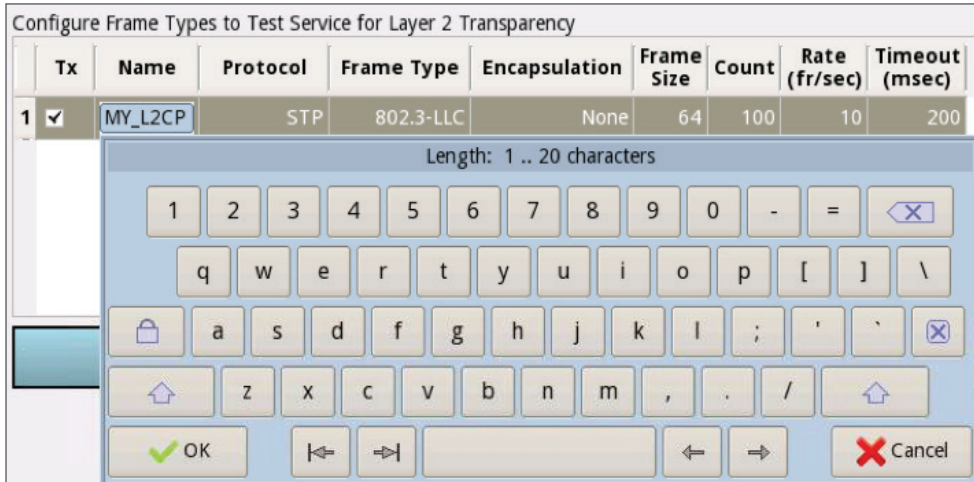 Configure Frame Types to Test Service for Layer 2 Transparency
Tx Name Protocol Frame Type Encapsulation Frame Size Count Rate (fr/sec) Timeout (msec)
1 MY_L2CP STP 802.3-LLC None 64 100 10 200
Length: 1 .. 20 characters
1 2 3 4 5 6 7 8 9 0 - =
q w e r t y u i o p [ ] \
a s d f g h j k l ; ' `
z x c v b n m , . /
OK Cancel